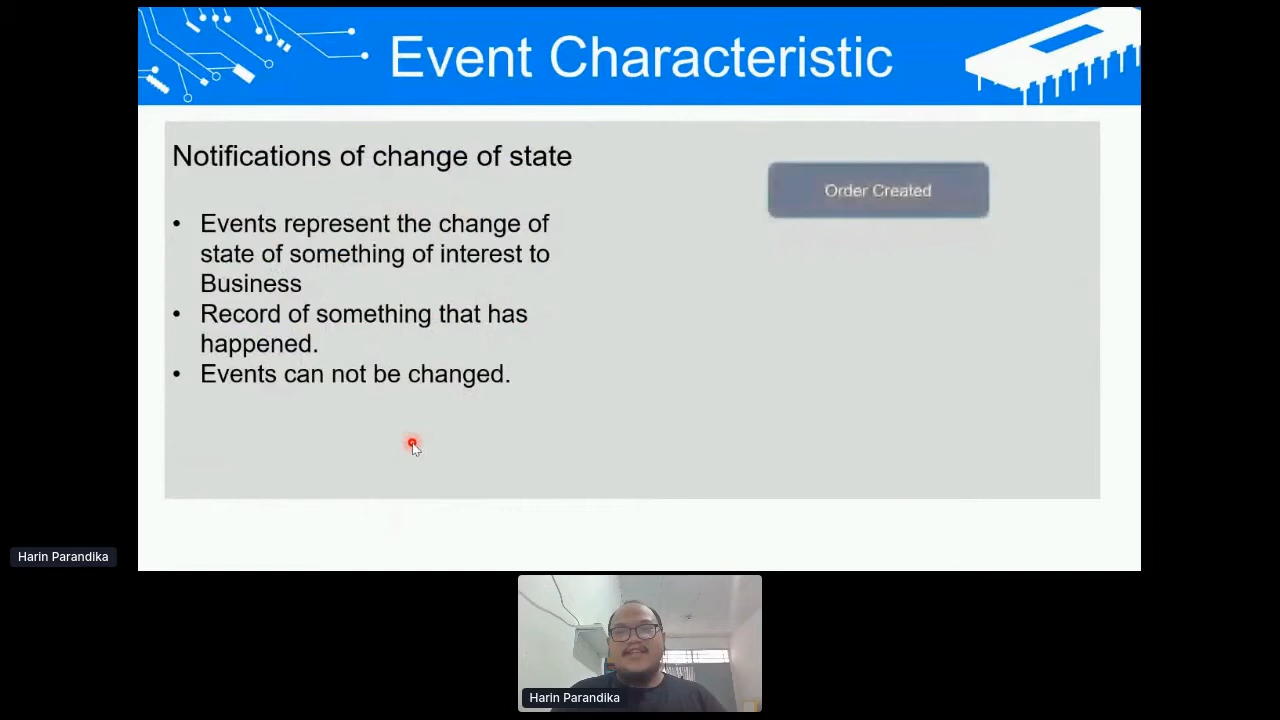 Event Characteristic
Notifications of change of state
Order Created
• Events represent the change of
state of something of interest to
Business
• Record of something that has
happened.
• Events can not be changed.
Harin Parandika
Harin Parandika